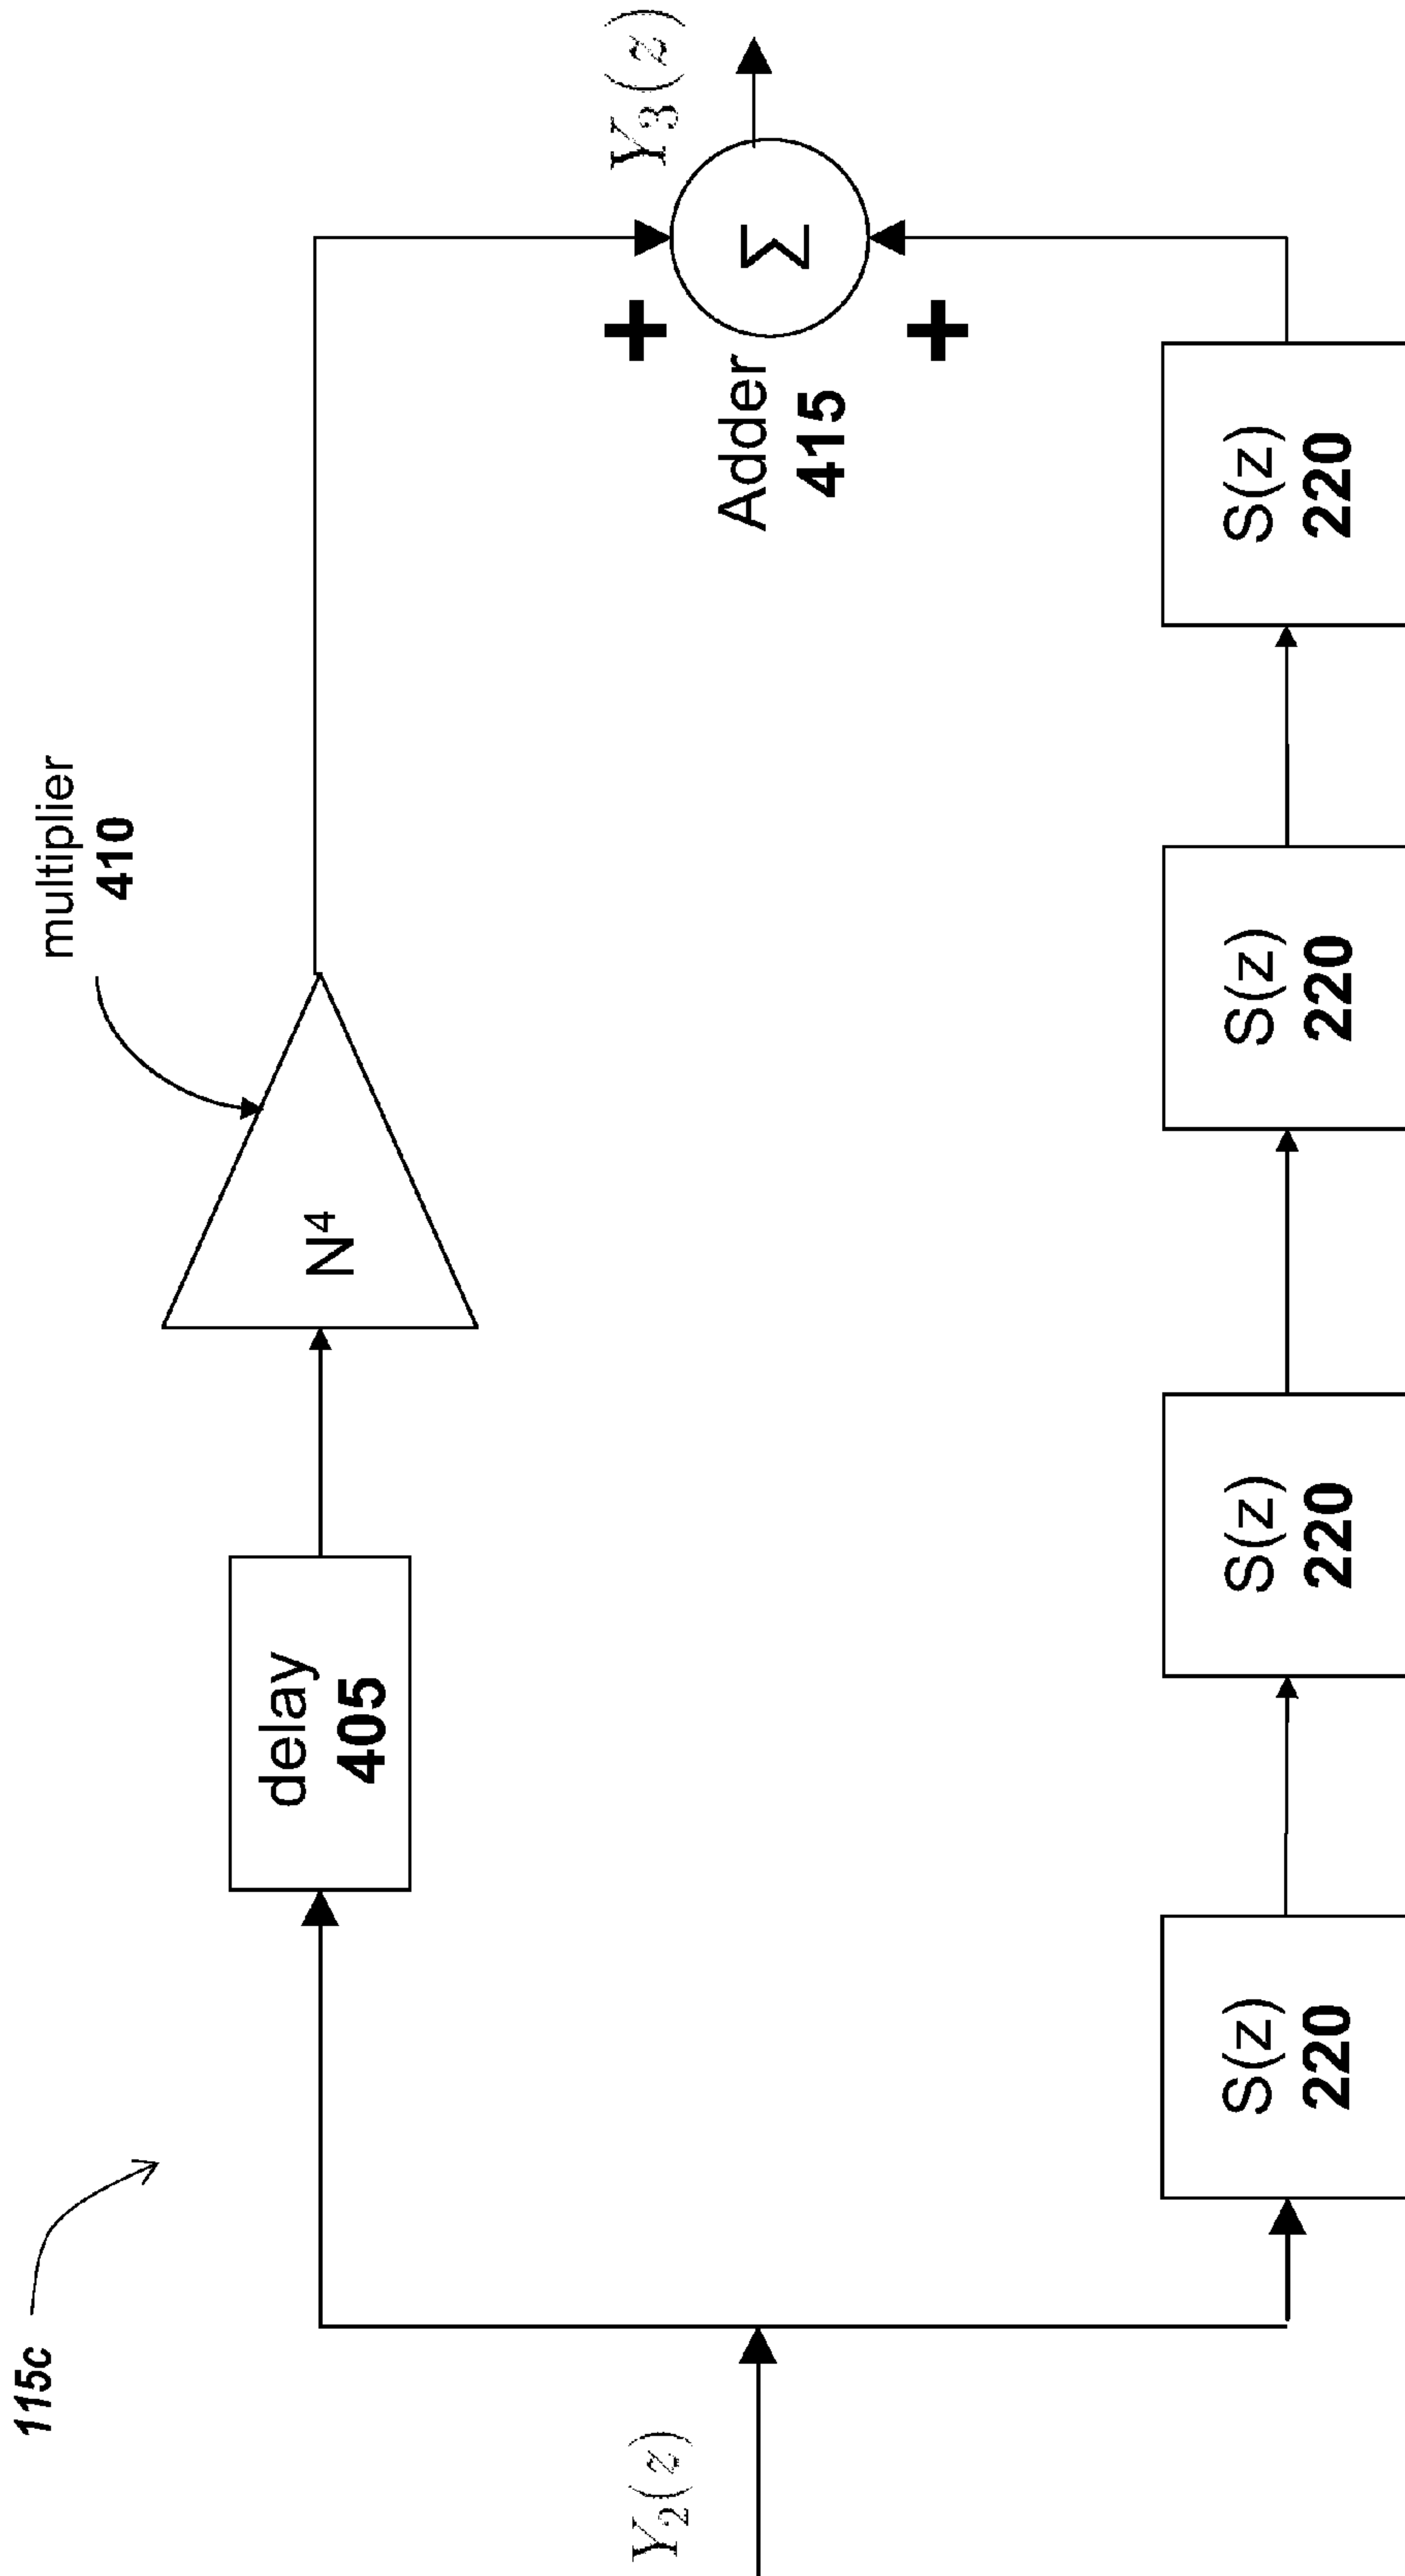 115c
multiplier
410
delay
405
N⁴
Y₂(z)
Y₃(z)
+
Σ
+
Adder
415
S(z)
220
S(z)
220
S(z)
220
S(z)
220